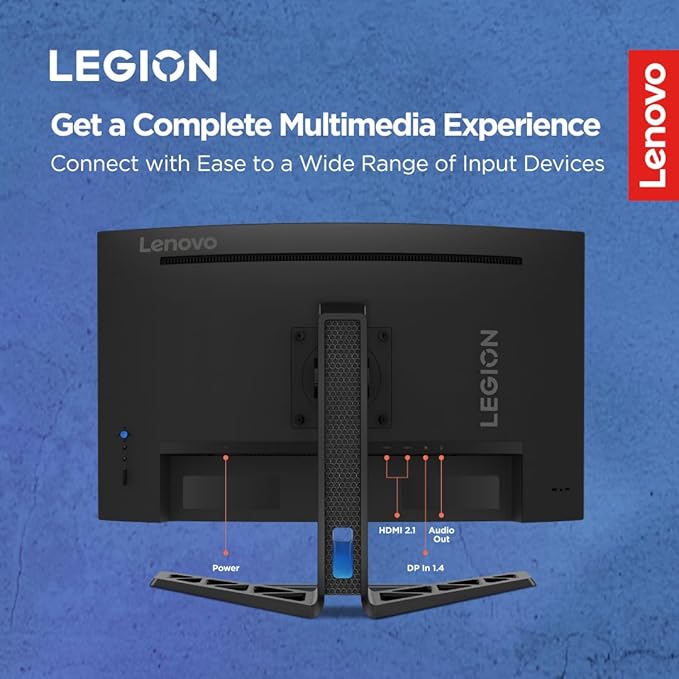 LEGION
Lenovo
Get a Complete Multimedia Experience
Connect with Ease to a Wide Range of Input Devices
Lenovo
LEGION
HDMI 2.1
Audio
Out
Power
DP In 1.4